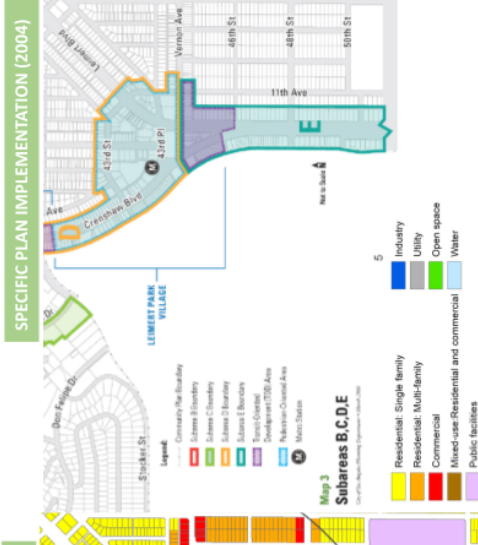 SPECIFIC PLAN IMPLEMENTATION (2004)
Leimert Blvd
Vernon Ave
46th St
48th St
50th St
11th Ave
43rd St
43rd Pl
M
Crenshaw Blvd
Ave
D
E
Not to Scale N
LEIMERT PARK
VILLAGE
Don Felipe Dr
Dr
Stocker St
Legend:
Community Plan Boundary
Subarea B Boundary
Subarea C Boundary
Subarea D Boundary
Subarea E Boundary
Transit-Oriented
Development (TOD) Area
Pedestrian Oriented Area
M Metro Station
Map 3
Subareas B,C,D,E
5
Residential: Single family
Residential: Multi-family
Commercial
Mixed-use:Residential and commercial
Public facilities
Industry
Utility
Open space
Water